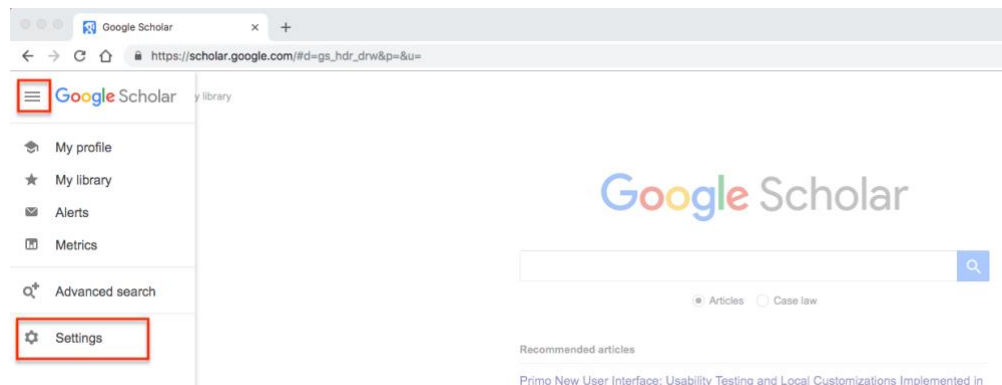 Google Scholar
https://scholar.google.com/#d=gs_hdr_drw&p=&u=
Google Scholar y library
My profile
My library
Alerts
Metrics
Advanced search
Settings
Google Scholar
Articles Case law
Recommended articles
Primo New User Interface: Usability Testing and Local Customizations Implemented in